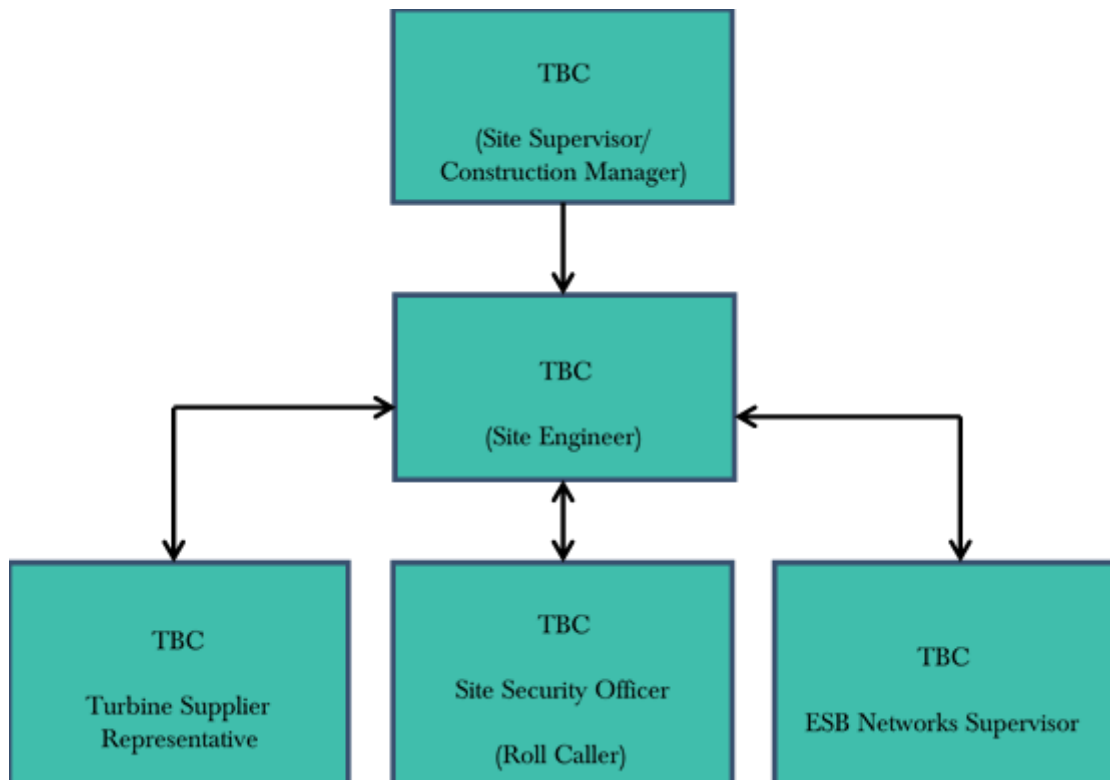 TBC
(Site Supervisor/
Construction Manager)
TBC
(Site Engineer)
TBC
Turbine Supplier
Representative
TBC
Site Security Officer
(Roll Caller)
TBC
ESB Networks Supervisor